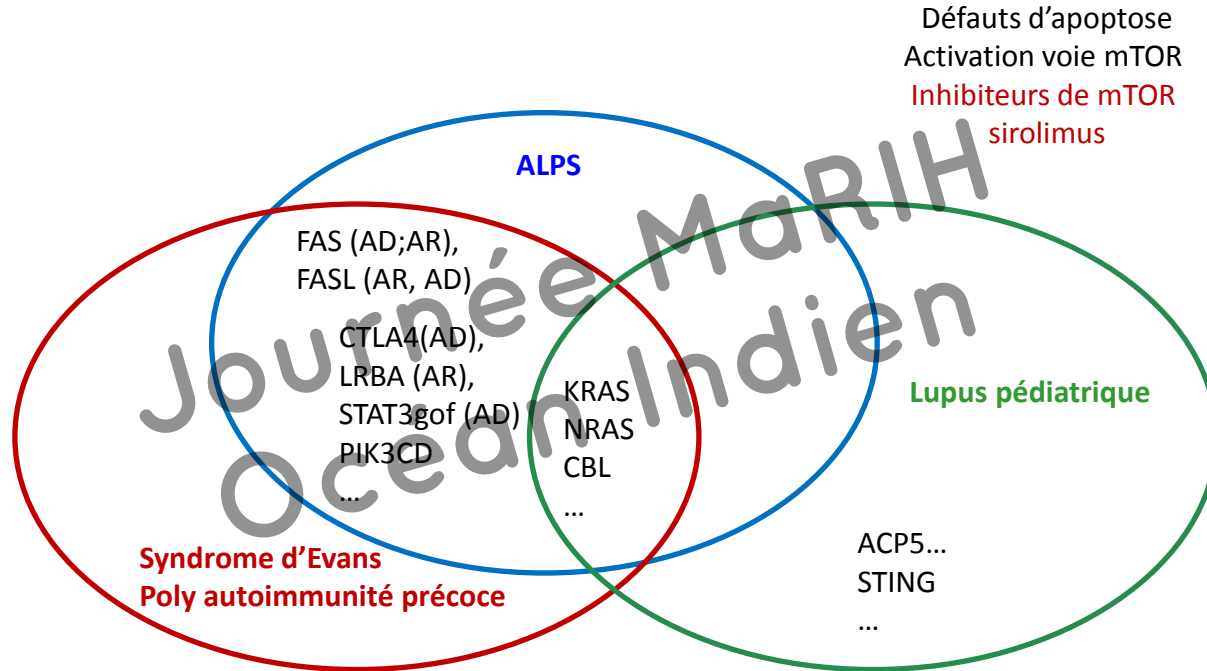 Défauts d’apoptose
Activation voie mTOR
Inhibiteurs de mTOR
sirolimus
ALPS
FAS (AD;AR),
FASL (AR, AD)
CTLA4(AD),
LRBA (AR),
STAT3gof (AD)
PIK3CD
...
KRAS
NRAS
CBL
...
Lupus pédiatrique
ACP5...
STING
...
Syndrome d’Evans
Poly autoimmunité précoce
Journée MaRIH
Océan Indien